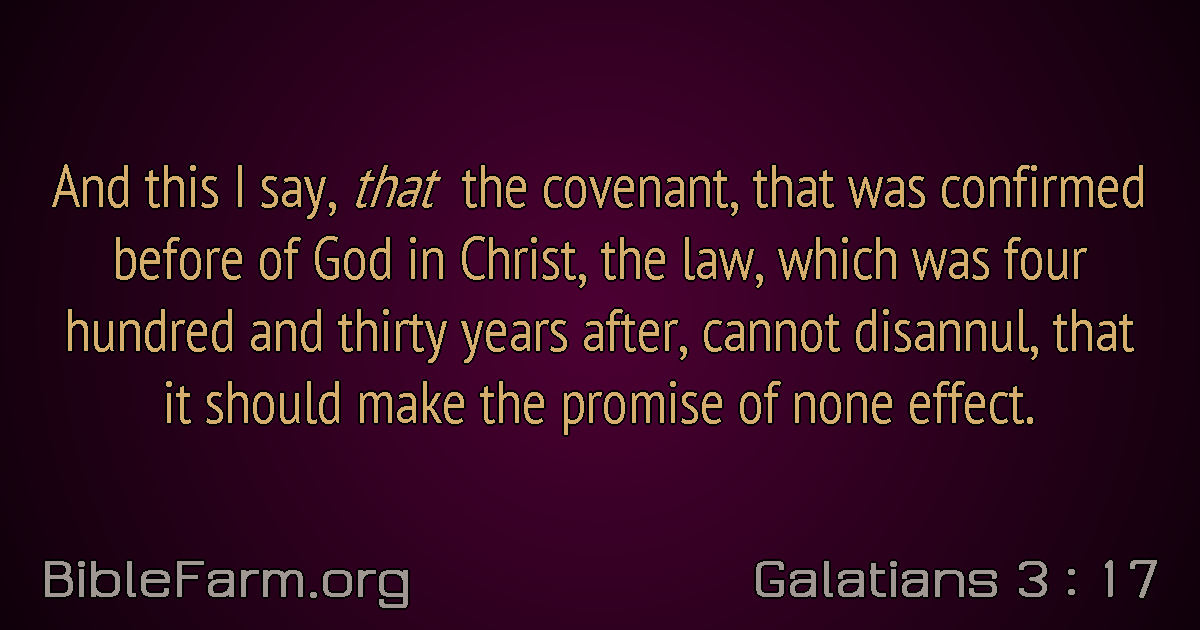 And this I say, that the covenant, that was confirmed
before of God in Christ, the law, which was four
hundred and thirty years after, cannot disannul, that
it should make the promise of none effect.
BibleFarm.org
Galatians 3 : 17